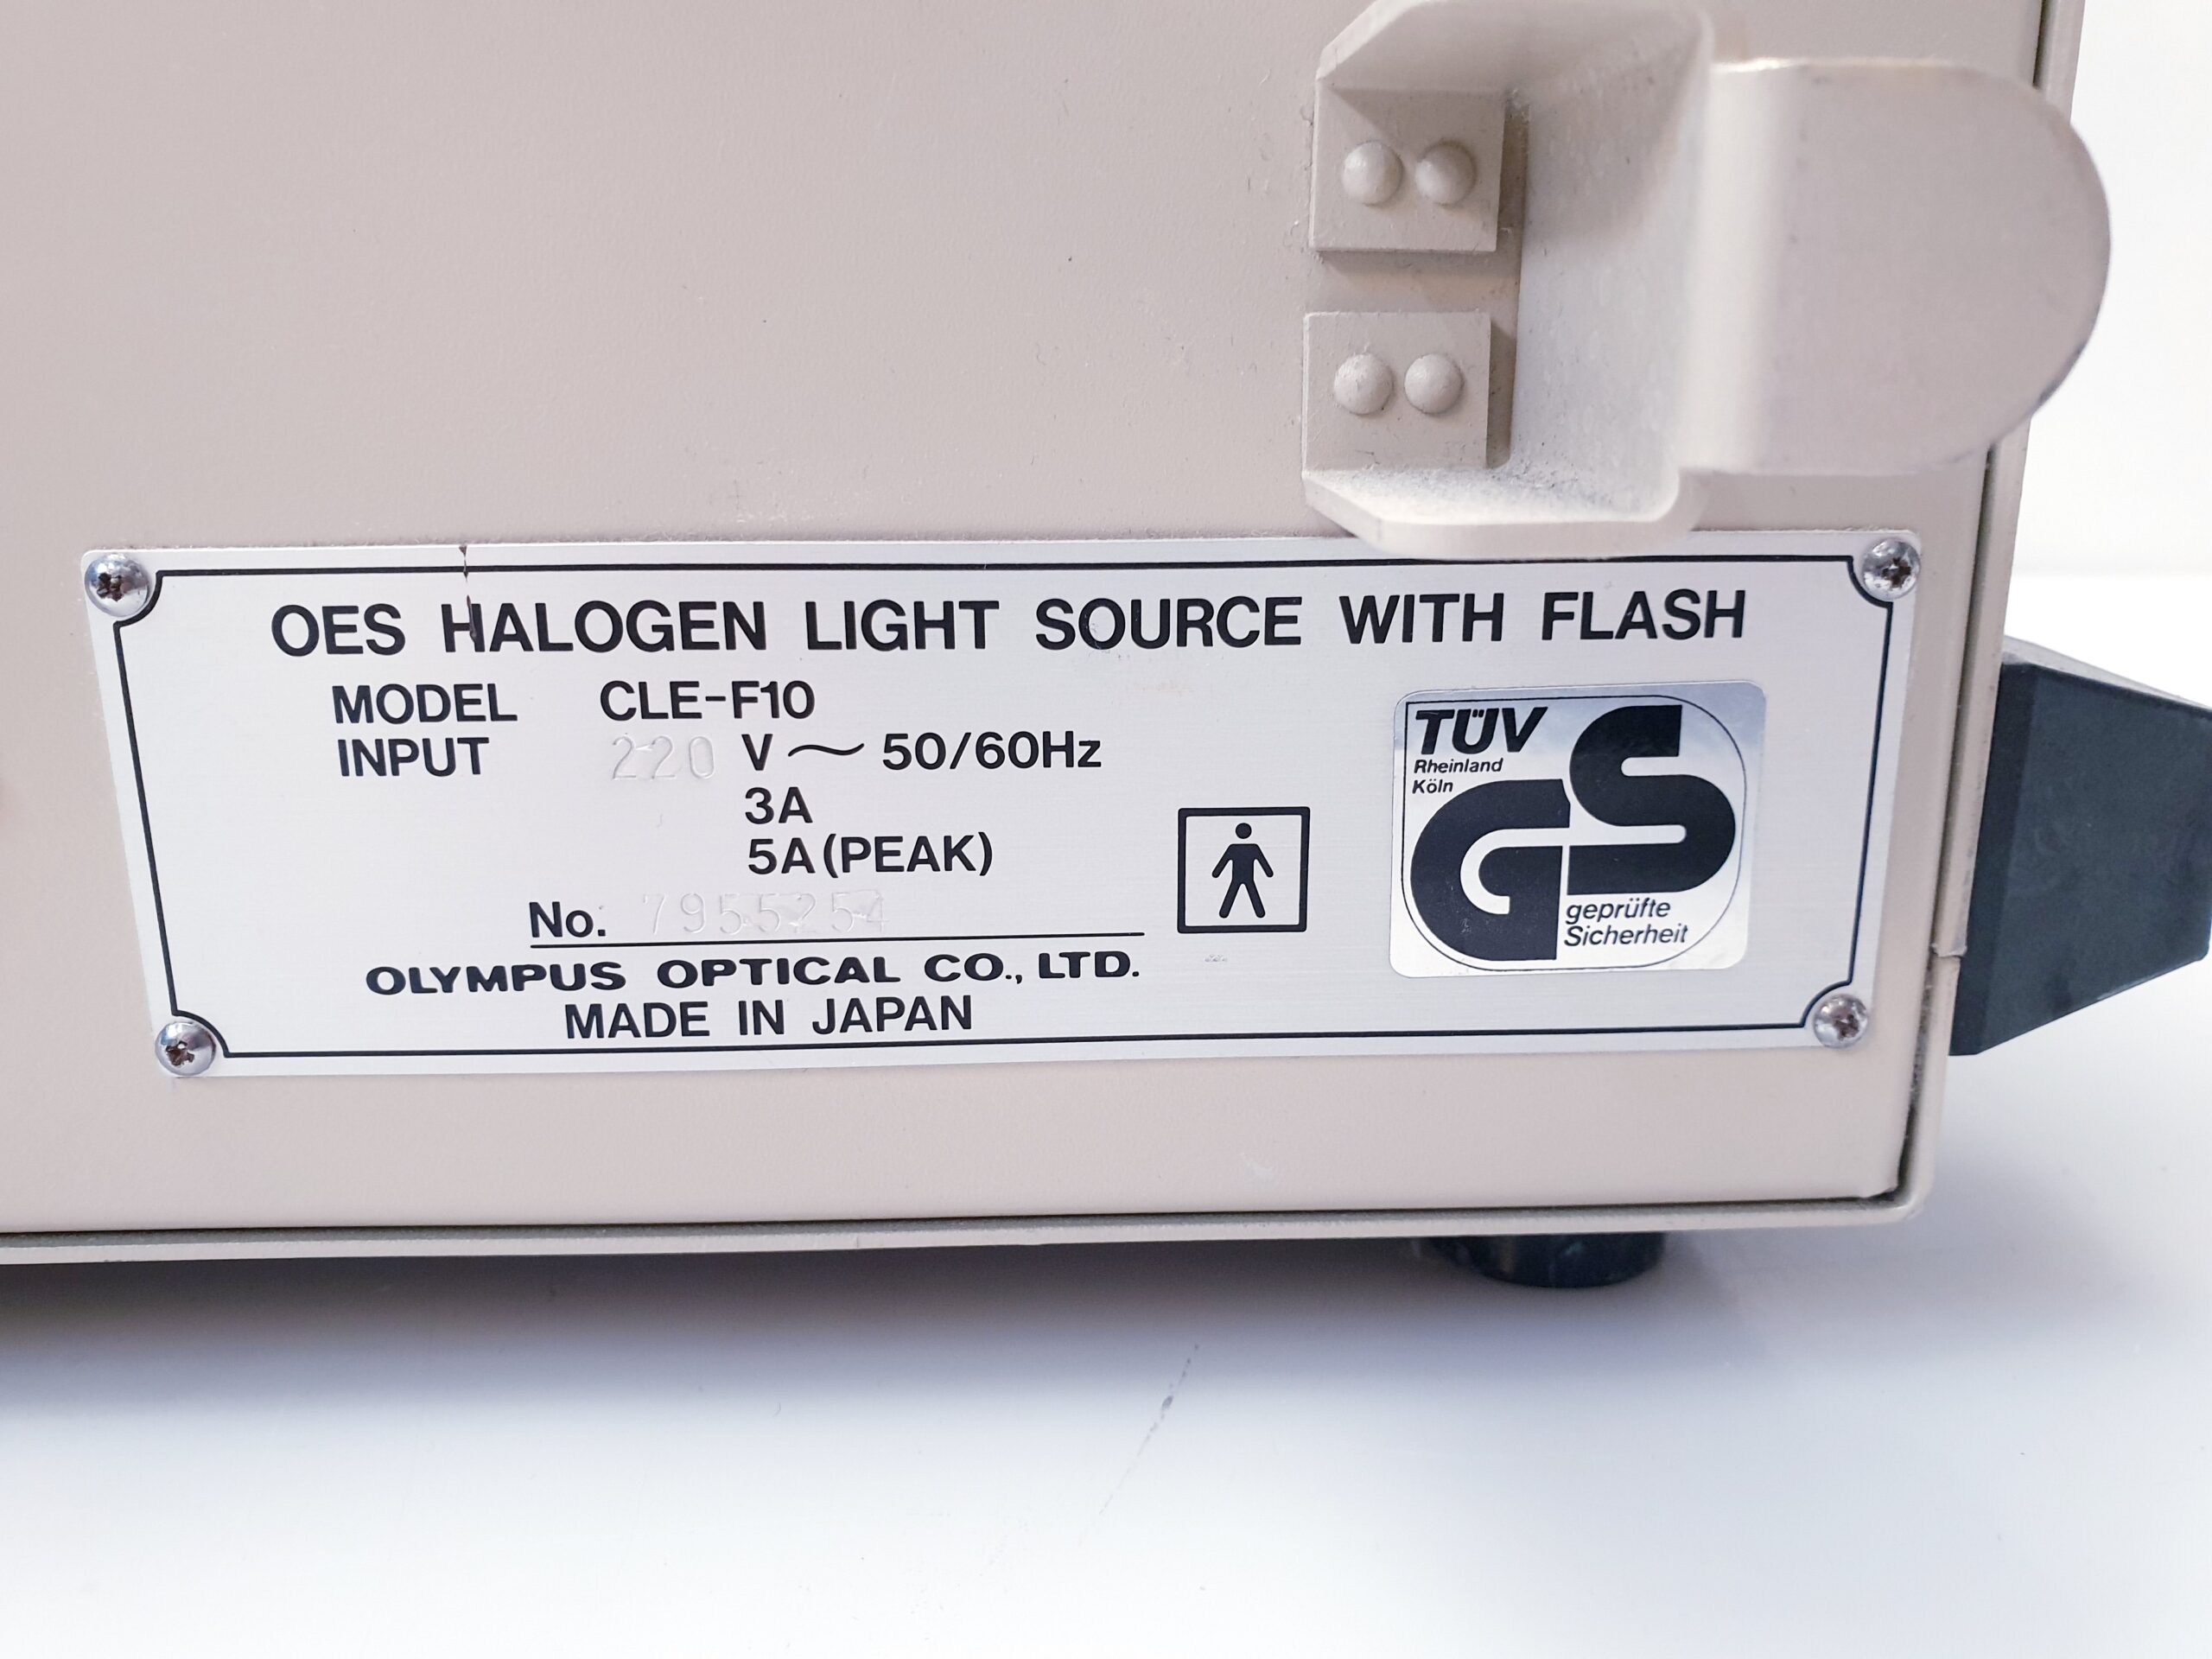 OES HALOGEN LIGHT SOURCE WITH FLASH
MODEL CLE-F10
INPUT 220 V ~ 50/60Hz
3A
5A (PEAK)
No. 7955254
OLYMPUS OPTICAL CO., LTD.
MADE IN JAPAN
TÜV
Rheinland
Köln
GS
geprüfte
Sicherheit